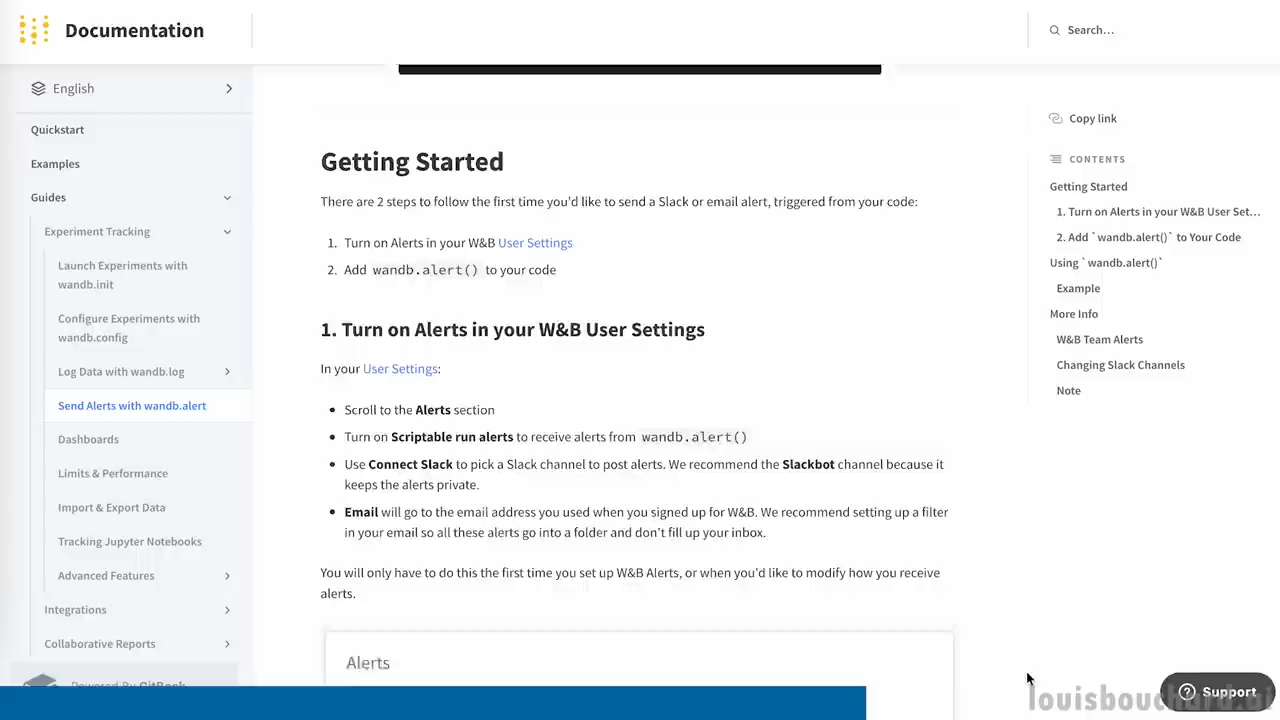 Documentation
Search...
English
Quickstart
Examples
Guides
Experiment Tracking
Launch Experiments with
wandb.init
Configure Experiments with
wandb.config
Log Data with wandb.log
Send Alerts with wandb.alert
Dashboards
Limits & Performance
Import & Export Data
Tracking Jupyter Notebooks
Advanced Features
Integrations
Collaborative Reports
Powered By GitBook
Getting Started
There are 2 steps to follow the first time you'd like to send a Slack or email alert, triggered from your code:
1. Turn on Alerts in your W&B User Settings
2. Add wandb.alert() to your code
1. Turn on Alerts in your W&B User Settings
In your User Settings:
• Scroll to the Alerts section
• Turn on Scriptable run alerts to receive alerts from wandb.alert()
• Use Connect Slack to pick a Slack channel to post alerts. We recommend the Slackbot channel because it
keeps the alerts private.
• Email will go to the email address you used when you signed up for W&B. We recommend setting up a filter
in your email so all these alerts go into a folder and don't fill up your inbox.
You will only have to do this the first time you set up W&B Alerts, or when you'd like to modify how you receive
alerts.
Alerts
Copy link
CONTENTS
Getting Started
1. Turn on Alerts in your W&B User Set...
2. Add `wandb.alert()` to Your Code
Using `wandb.alert()`
Example
More Info
W&B Team Alerts
Changing Slack Channels
Note
Support
louisbouchard.ai